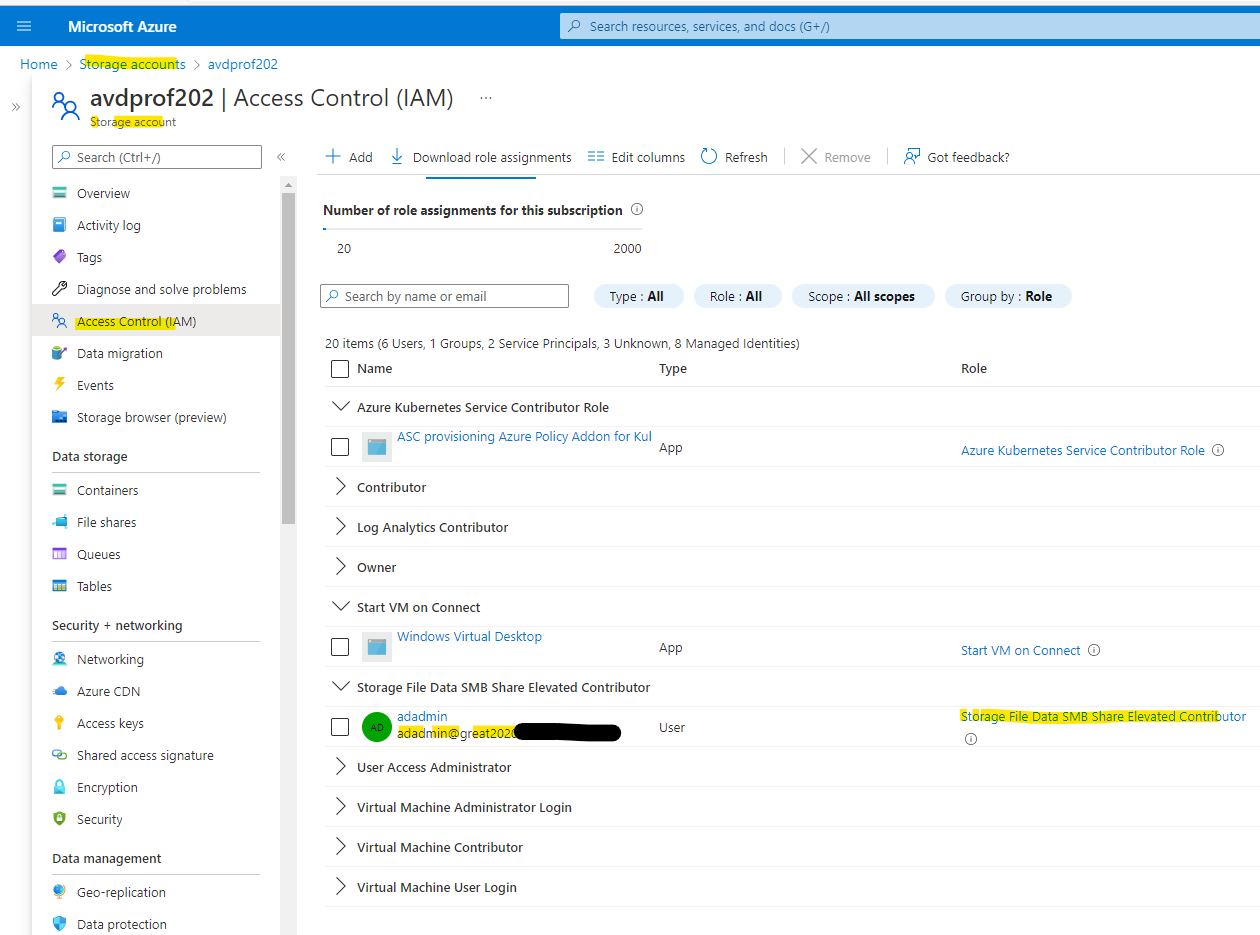 Microsoft Azure
Search resources, services, and docs (G+/)
Home > Storage accounts > avdprof202
avdprof202 | Access Control (IAM) ...
Storage account
Search (Ctrl+/)
Add
Download role assignments
Edit columns
Refresh
Remove
Got feedback?
Overview
Activity log
Tags
Diagnose and solve problems
Access Control (IAM)
Data migration
Events
Storage browser (preview)
Data storage
Containers
File shares
Queues
Tables
Security + networking
Networking
Azure CDN
Access keys
Shared access signature
Encryption
Security
Data management
Geo-replication
Data protection
Number of role assignments for this subscription
20 2000
Search by name or email
Type : All
Role : All
Scope : All scopes
Group by : Role
20 items (6 Users, 1 Groups, 2 Service Principals, 3 Unknown, 8 Managed Identities)
Name Type Role
Azure Kubernetes Service Contributor Role
ASC provisioning Azure Policy Addon for Kul App Azure Kubernetes Service Contributor Role
Contributor
Log Analytics Contributor
Owner
Start VM on Connect
Windows Virtual Desktop App Start VM on Connect
Storage File Data SMB Share Elevated Contributor
AD adadmin Storage File Data SMB Share Elevated Contributor
adadmin@great2020 User
User Access Administrator
Virtual Machine Administrator Login
Virtual Machine Contributor
Virtual Machine User Login